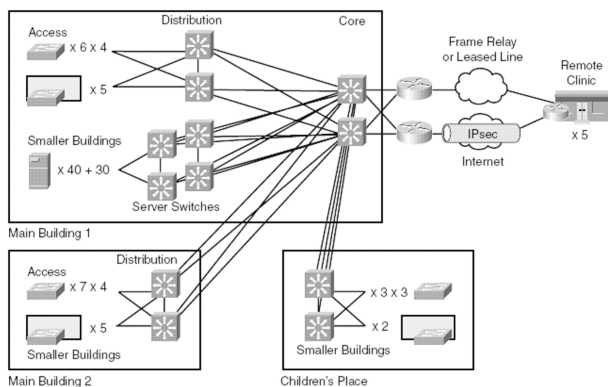 Distribution
Core
Access
x 6 x 4
x 5
Smaller Buildings
x 40 + 30
Server Switches
Main Building 1
Frame Relay
or Leased Line
Remote
Clinic
x 5
IPsec
Internet
Distribution
Access
x 7 x 4
x 5
Smaller Buildings
Main Building 2
x 3 x 3
x 2
Smaller Buildings
Children's Place